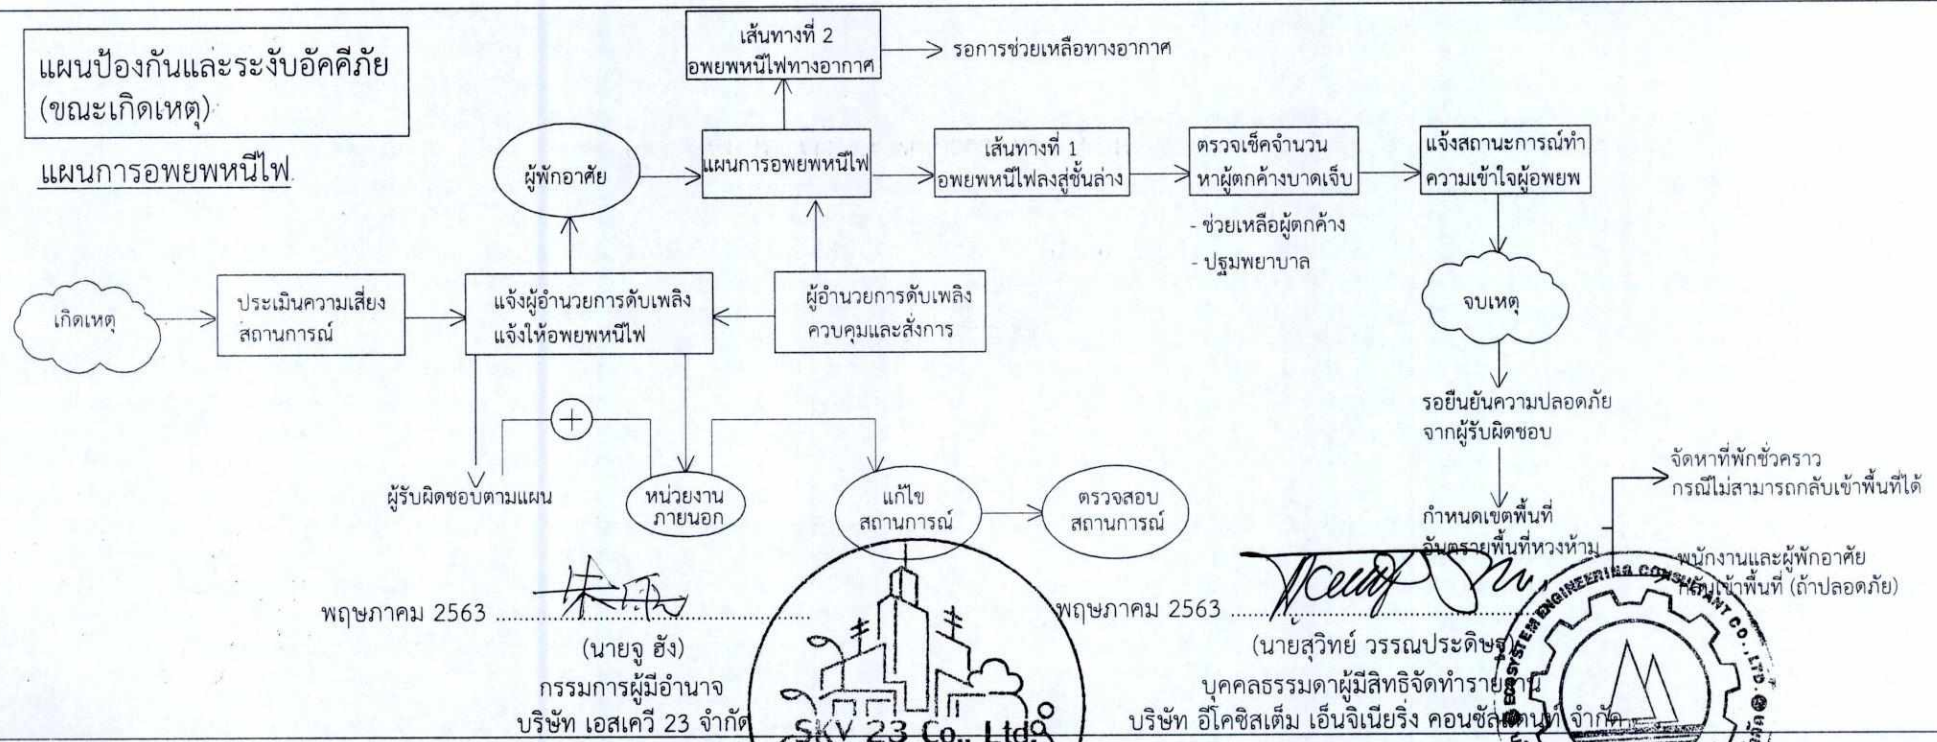 แผนป้องกันและระงับอัคคีภัย
(ขณะเกิดเหตุ)
แผนการอพยพหนีไฟ
เส้นทางที่ 2
อพยพหนีไฟทางอากาศ
รอการช่วยเหลือทางอากาศ
ผู้พักอาศัย
แผนการอพยพหนีไฟ
เส้นทางที่ 1
อพยพหนีไฟลงสู่ชั้นล่าง
ตรวจเช็คจำนวน
หาผู้ตกค้างบาดเจ็บ
- ช่วยเหลือผู้ตกค้าง
- ปฐมพยาบาล
แจ้งสถานะการณ์ทำ
ความเข้าใจผู้อพยพ
เกิดเหตุ
ประเมินความเสี่ยง
สถานการณ์
แจ้งผู้อำนวยการดับเพลิง
แจ้งให้อพยพหนีไฟ
ผู้อำนวยการดับเพลิง
ควบคุมและสั่งการ
จบเหตุ
รอยืนยันความปลอดภัย
จากผู้รับผิดชอบ
ผู้รับผิดชอบตามแผน
หน่วยงาน
ภายนอก
แก้ไข
สถานการณ์
ตรวจสอบ
สถานการณ์
กำหนดเขตพื้นที่
อันตรายพื้นที่หวงห้าม
จัดหาที่พักชั่วคราว
กรณีไม่สามารถกลับเข้าพื้นที่ได้
พนักงานและผู้พักอาศัย
กลับเข้าพื้นที่ (ถ้าปลอดภัย)
พฤษภาคม 2563
(นายจู ฮัง)
กรรมการผู้มีอำนาจ
บริษัท เอสเควี 23 จำกัด
SKV 23 Co., Ltd.
พฤษภาคม 2563
(นายสุวิทย์ วรรณประดิษฐ)
บุคคลธรรมดาผู้มีสิทธิจัดทำรายงาน
บริษัท อีโคซิสเต็ม เอ็นจิเนียริ่ง คอนซัลแตนท์ จำกัด
ECOSYSTEM ENGINEERING CONSULTANT CO., LTD.